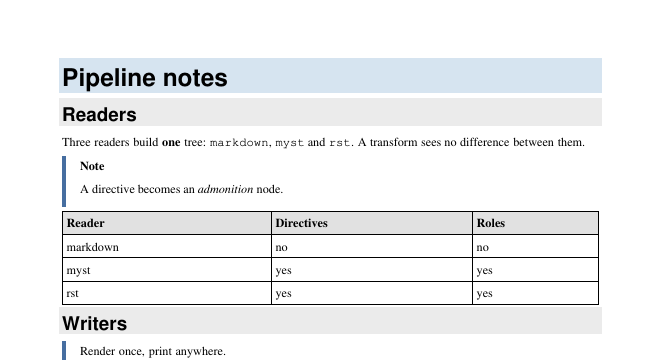 Pipeline notes
Readers
Three readers build one tree: markdown, myst and rst. A transform sees no difference between them.
Note
A directive becomes an admonition node.
Reader Directives Roles
markdown no no
myst yes yes
rst yes yes
Writers
Render once, print anywhere.